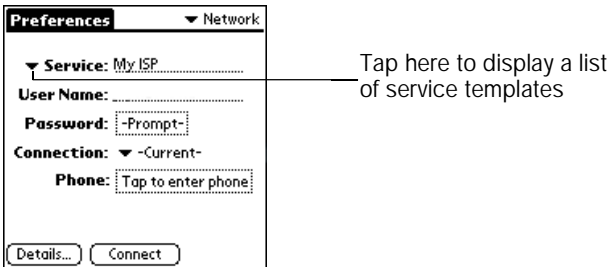 Preferences ▼ Network
▼ Service: My ISP
User Name:
Password: -Prompt-
Connection: ▼ -Current-
Phone: Tap to enter phone
Details... Connect
Tap here to display a list
of service templates